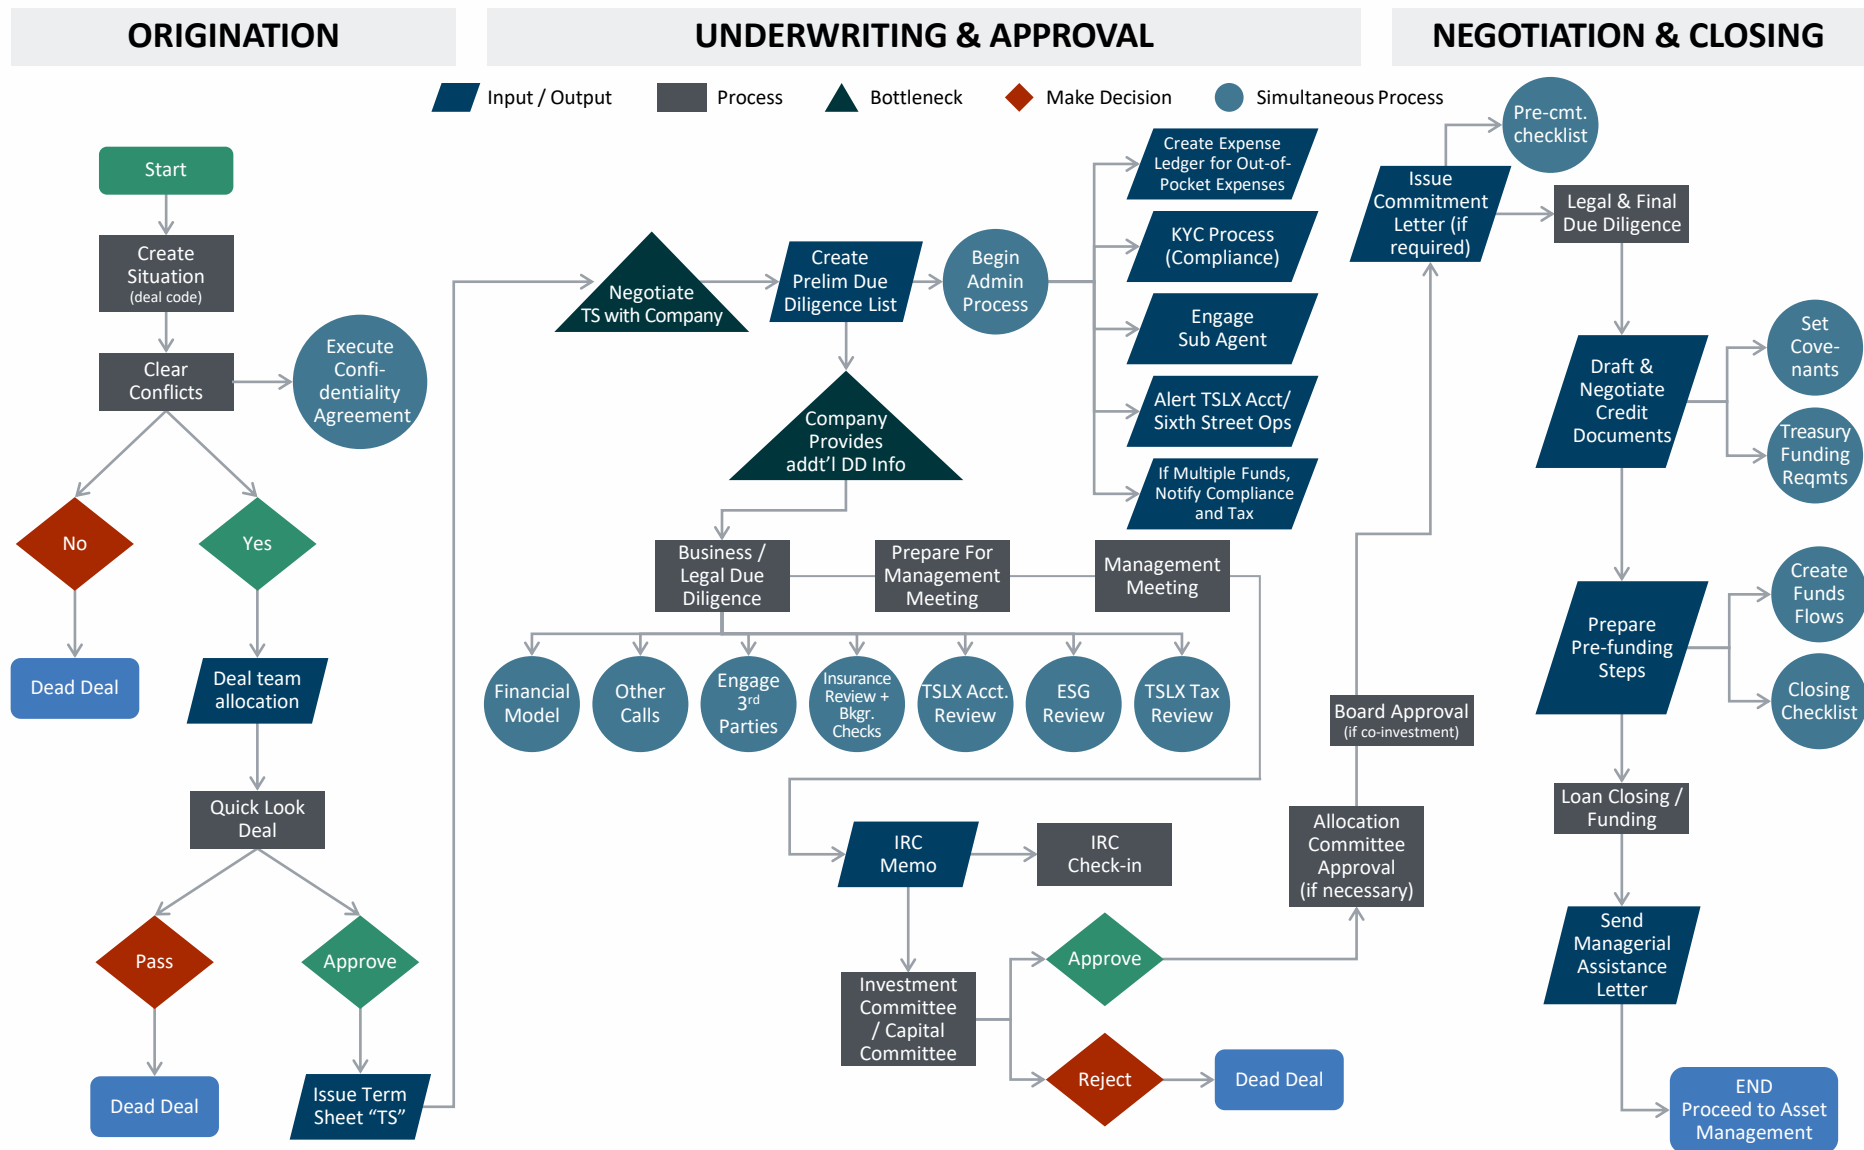 ORIGINATION
UNDERWRITING & APPROVAL
NEGOTIATION & CLOSING
Input / Output
Process
Bottleneck
Make Decision
Simultaneous Process
Start
Create
Situation
(deal code)
Clear
Conflicts
Execute
Confi-
dentiality
Agreement
No
Yes
Dead Deal
Deal team
allocation
Quick Look
Deal
Pass
Approve
Dead Deal
Issue Term
Sheet “TS”
Negotiate
TS with Company
Create
Prelim Due
Diligence List
Begin
Admin
Process
Create Expense
Ledger for Out-of-
Pocket Expenses
KYC Process
(Compliance)
Engage
Sub Agent
Alert TSLX Acct/
Sixth Street Ops
If Multiple Funds,
Notify Compliance
and Tax
Company
Provides
addt’l DD Info
Business /
Legal Due
Diligence
Prepare For
Management
Meeting
Management
Meeting
Financial
Model
Other
Calls
Engage
3rd
Parties
Insurance
Review +
Bkgr.
Checks
TSLX Acct.
Review
ESG
Review
TSLX Tax
Review
IRC
Memo
IRC
Check-in
Investment
Committee
/ Capital
Committee
Approve
Reject
Dead Deal
Allocation
Committee
Approval
(if necessary)
Board Approval
(if co-investment)
Issue
Commitment
Letter (if
required)
Pre-cmt.
checklist
Legal & Final
Due Diligence
Draft &
Negotiate
Credit
Documents
Set
Cove-
nants
Treasury
Funding
Reqmts
Prepare
Pre-funding
Steps
Create
Funds
Flows
Closing
Checklist
Loan Closing /
Funding
Send
Managerial
Assistance
Letter
END
Proceed to Asset
Management